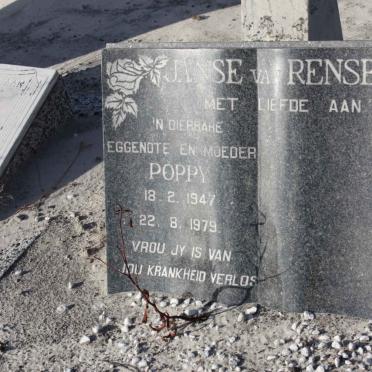 JANSE VAN RENSB
MET LIEFDE AAN
IN DIERBARE
EGGENOTE EN MOEDER
POPPY
18.2.1947
22.8.1979.
VROU JY IS VAN
JOU KRANKHEID VERLOS